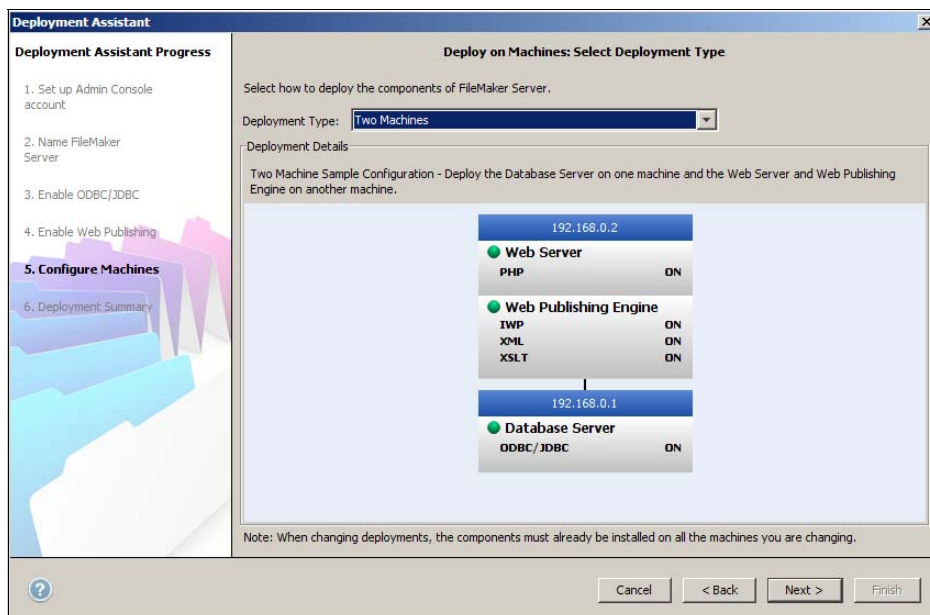 Deployment Assistant
Deployment Assistant Progress
1. Set up Admin Console
account
2. Name FileMaker
Server
3. Enable ODBC/JDBC
4. Enable Web Publishing
5. Configure Machines
6. Deployment Summary
Deploy on Machines: Select Deployment Type
Select how to deploy the components of FileMaker Server.
Deployment Type: Two Machines
Deployment Details
Two Machine Sample Configuration - Deploy the Database Server on one machine and the Web Server and Web Publishing
Engine on another machine.
192.168.0.2
Web Server
PHP ON
Web Publishing Engine
IWP ON
XML ON
XSLT ON
192.168.0.1
Database Server
ODBC/JDBC ON
Note: When changing deployments, the components must already be installed on all the machines you are changing.
? Cancel < Back Next > Finish